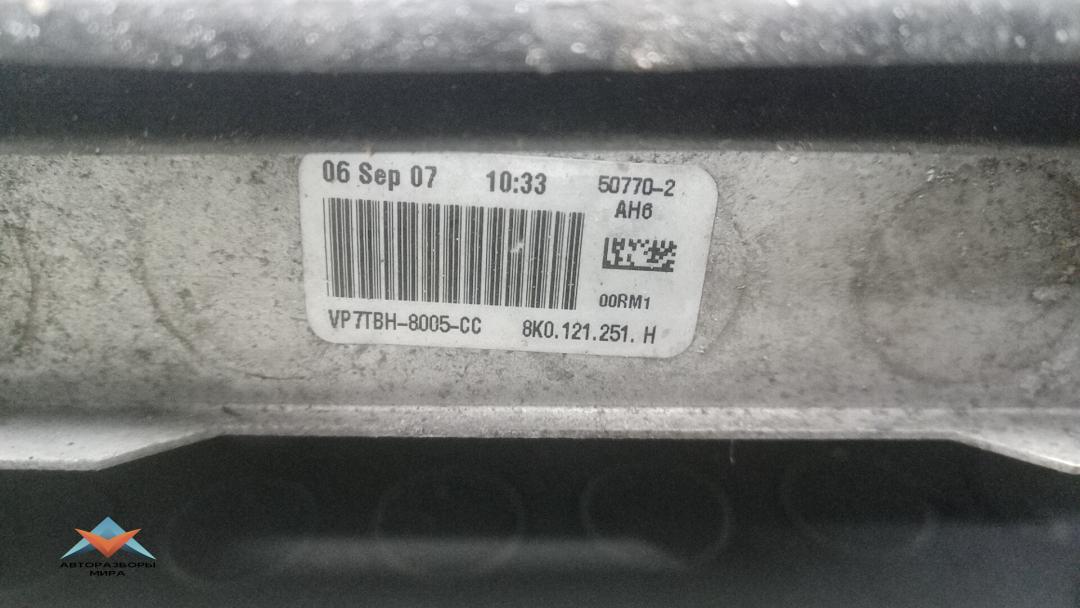 06 Sep 07 10:33 50770-2
AH6
00RM1
VP7TBH-8005-CC 8K0.121.251. H
АВТОРАЗБОРЫ
МИРА